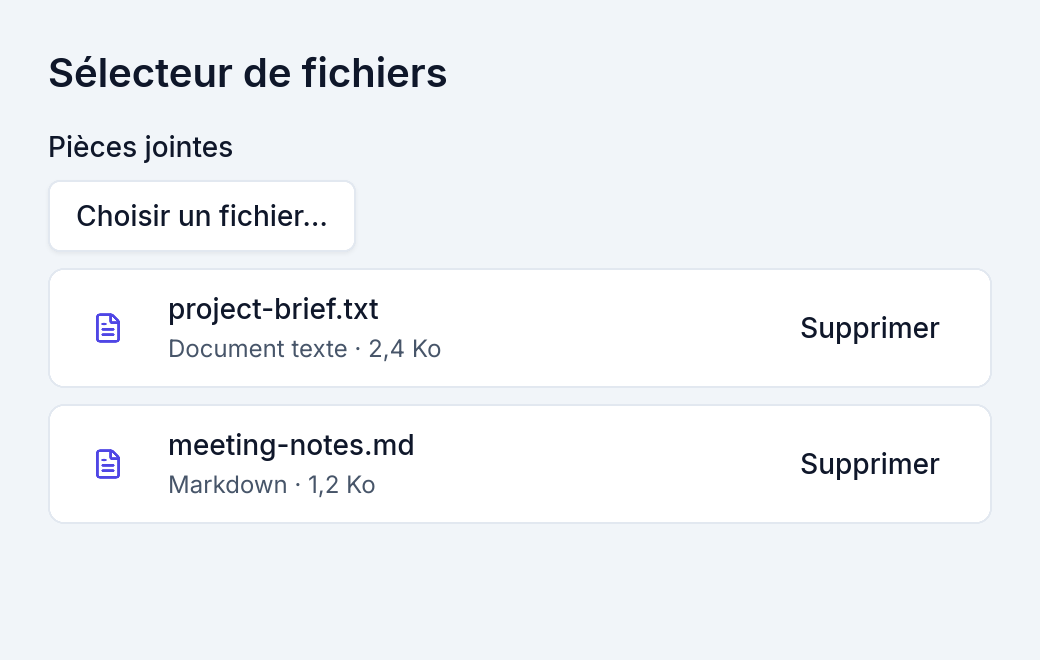 Sélecteur de fichiers
Pièces jointes
Choisir un fichier...
project-brief.txt
Document texte · 2,4 Ko
Supprimer
meeting-notes.md
Markdown · 1,2 Ko
Supprimer